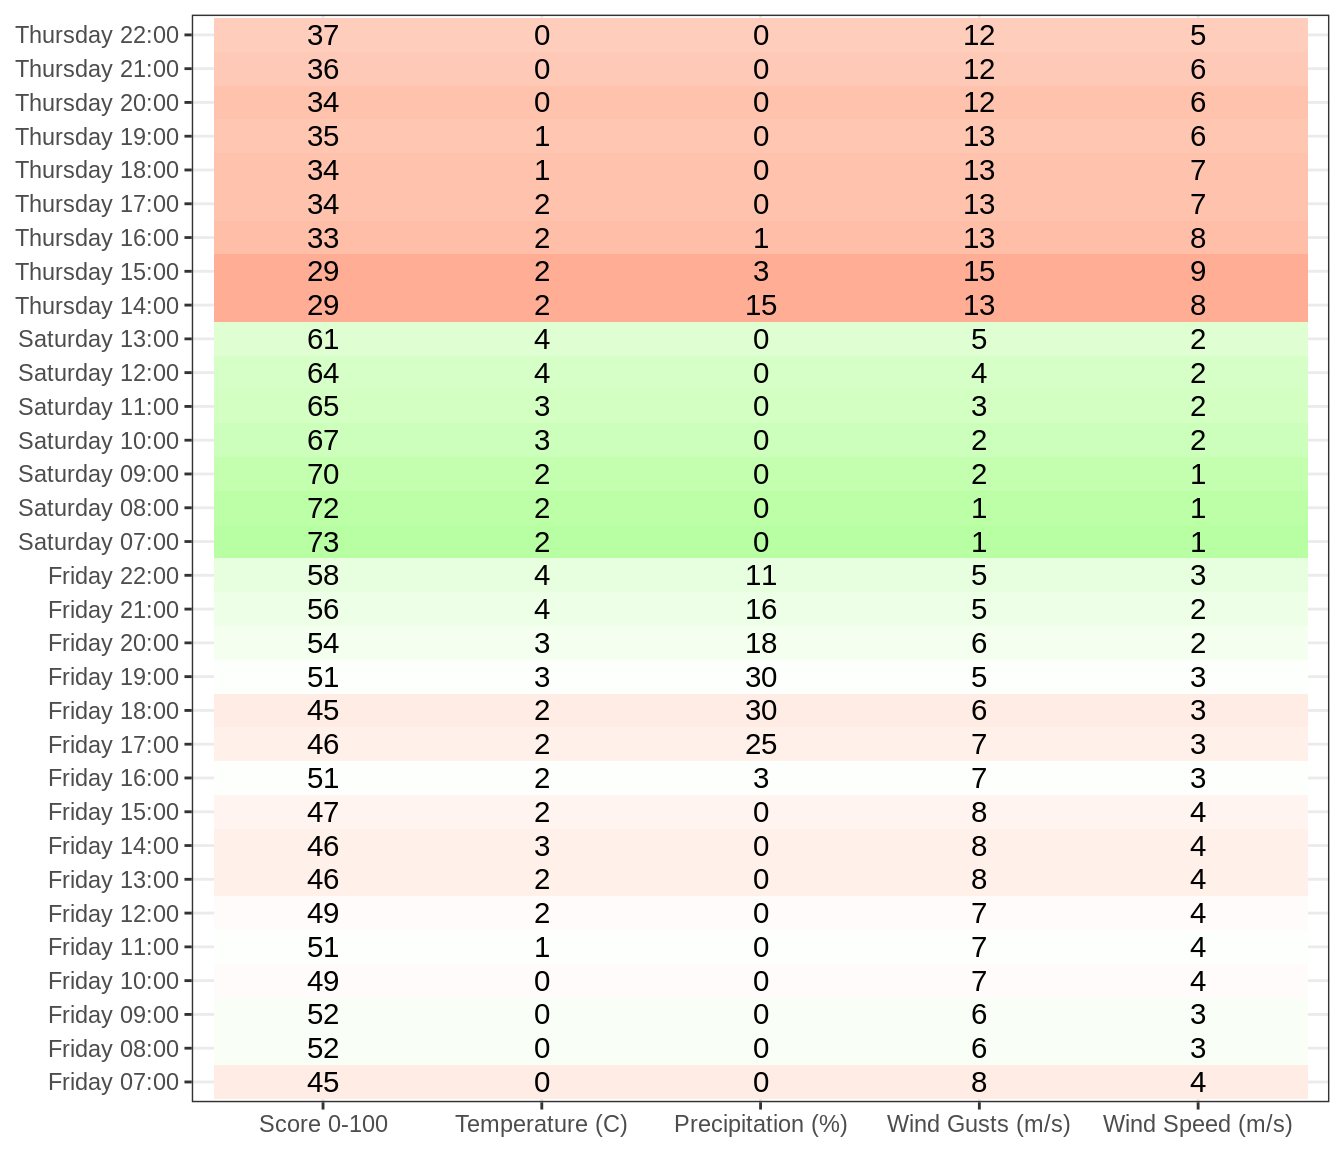 Thursday 22:00 37 0 0 12 5
Thursday 21:00 36 0 0 12 6
Thursday 20:00 34 0 0 12 6
Thursday 19:00 35 1 0 13 6
Thursday 18:00 34 1 0 13 7
Thursday 17:00 34 2 0 13 7
Thursday 16:00 33 2 1 13 8
Thursday 15:00 29 2 3 15 9
Thursday 14:00 29 2 15 13 8
Saturday 13:00 61 4 0 5 2
Saturday 12:00 64 4 0 4 2
Saturday 11:00 65 3 0 3 2
Saturday 10:00 67 3 0 2 2
Saturday 09:00 70 2 0 2 1
Saturday 08:00 72 2 0 1 1
Saturday 07:00 73 2 0 1 1
Friday 22:00 58 4 11 5 3
Friday 21:00 56 4 16 5 2
Friday 20:00 54 3 18 6 2
Friday 19:00 51 3 30 5 3
Friday 18:00 45 2 30 6 3
Friday 17:00 46 2 25 7 3
Friday 16:00 51 2 3 7 3
Friday 15:00 47 2 0 8 4
Friday 14:00 46 3 0 8 4
Friday 13:00 46 2 0 8 4
Friday 12:00 49 2 0 7 4
Friday 11:00 51 1 0 7 4
Friday 10:00 49 0 0 7 4
Friday 09:00 52 0 0 6 3
Friday 08:00 52 0 0 6 3
Friday 07:00 45 0 0 8 4
Score 0-100 Temperature (C) Precipitation (%) Wind Gusts (m/s) Wind Speed (m/s)